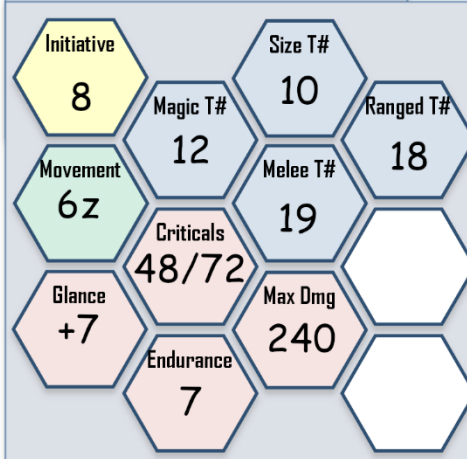 Initiative
8
Size T#
10
Magic T#
12
Ranged T#
18
Movement
6z
Melee T#
19
Criticals
48/72
Glance
+7
Max Dmg
240
Endurance
7